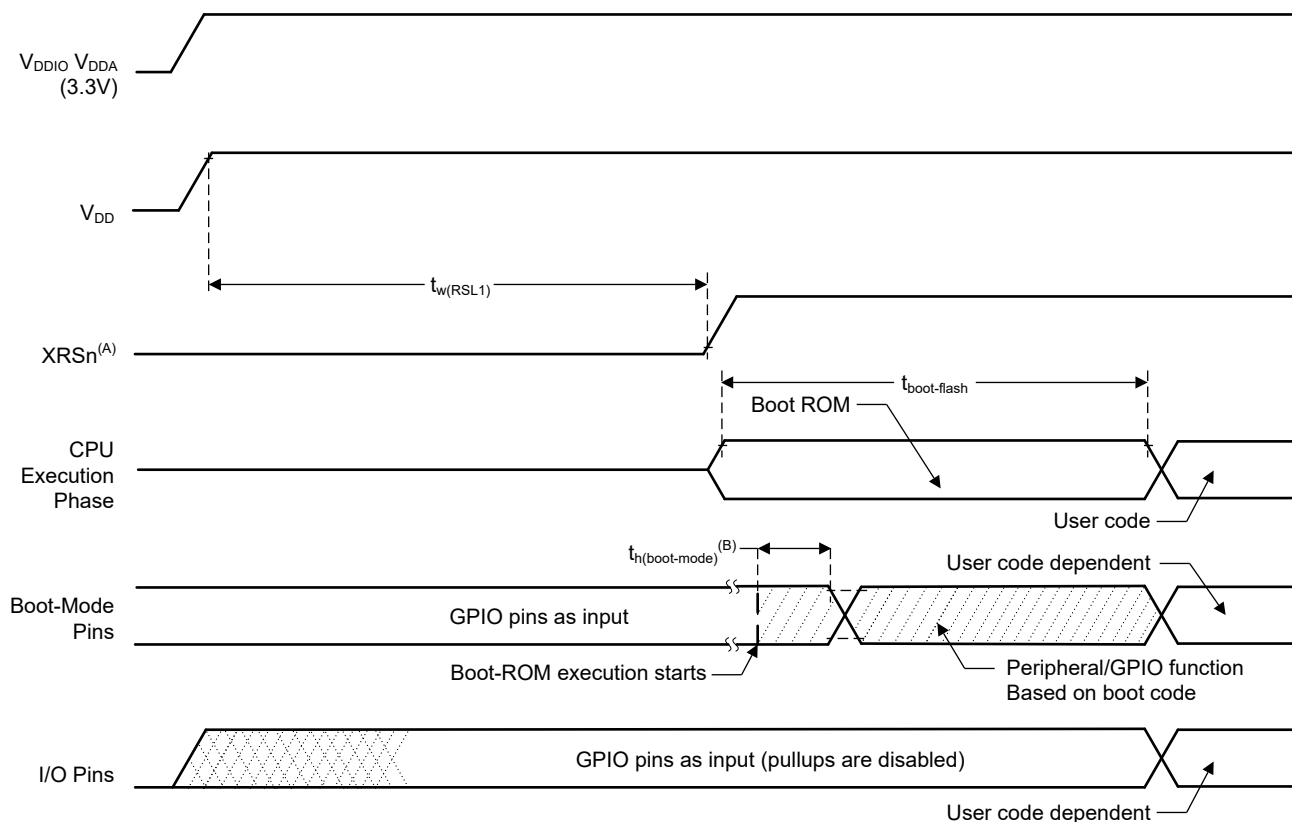 VDDIO VDDA
(3.3V)
VDD
tw(RSL1)
XRSn(A)
tboot-flash
Boot ROM
CPU
Execution
Phase
User code
th(boot-mode)(B)
User code dependent
Boot-Mode
Pins
GPIO pins as input
Boot-ROM execution starts
Peripheral/GPIO function
Based on boot code
GPIO pins as input (pullups are disabled)
I/O Pins
User code dependent